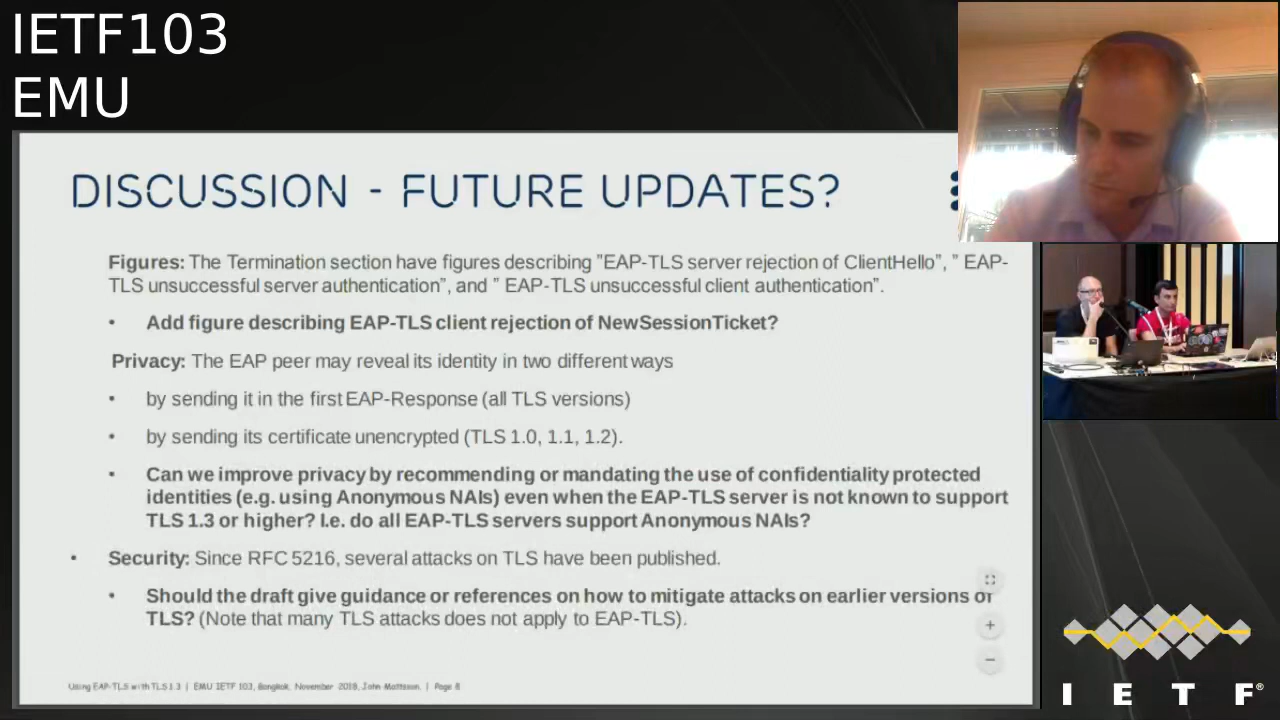 IETF103
EMU
DISCUSSION - FUTURE UPDATES?
Figures: The Termination section have figures describing ”EAP-TLS server rejection of ClientHello”, ” EAP-
TLS unsuccessful server authentication”, and ” EAP-TLS unsuccessful client authentication”.
• Add figure describing EAP-TLS client rejection of NewSessionTicket?
Privacy: The EAP peer may reveal its identity in two different ways
• by sending it in the first EAP-Response (all TLS versions)
• by sending its certificate unencrypted (TLS 1.0, 1.1, 1.2).
• Can we improve privacy by recommending or mandating the use of confidentiality protected
identities (e.g. using Anonymous NAIs) even when the EAP-TLS server is not known to support
TLS 1.3 or higher? I.e. do all EAP-TLS servers support Anonymous NAIs?
• Security: Since RFC 5216, several attacks on TLS have been published.
• Should the draft give guidance or references on how to mitigate attacks on earlier versions of
TLS? (Note that many TLS attacks does not apply to EAP-TLS).
Using EAP-TLS with TLS 1.3 | EMU IETF 103, Bangkok, November 2018, John Mattsson | Page 8
I E T F®